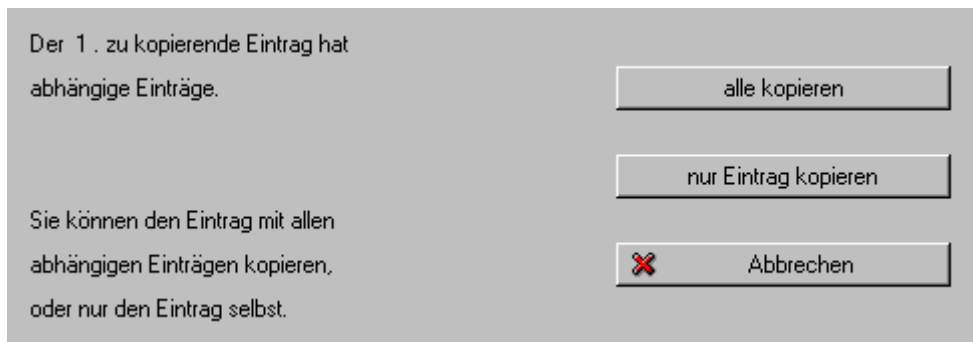 Der 1 . zu kopierende Eintrag hat
abhängige Einträge.
alle kopieren
nur Eintrag kopieren
Sie können den Eintrag mit allen
abhängigen Einträgen kopieren,
Abbrechen
oder nur den Eintrag selbst.